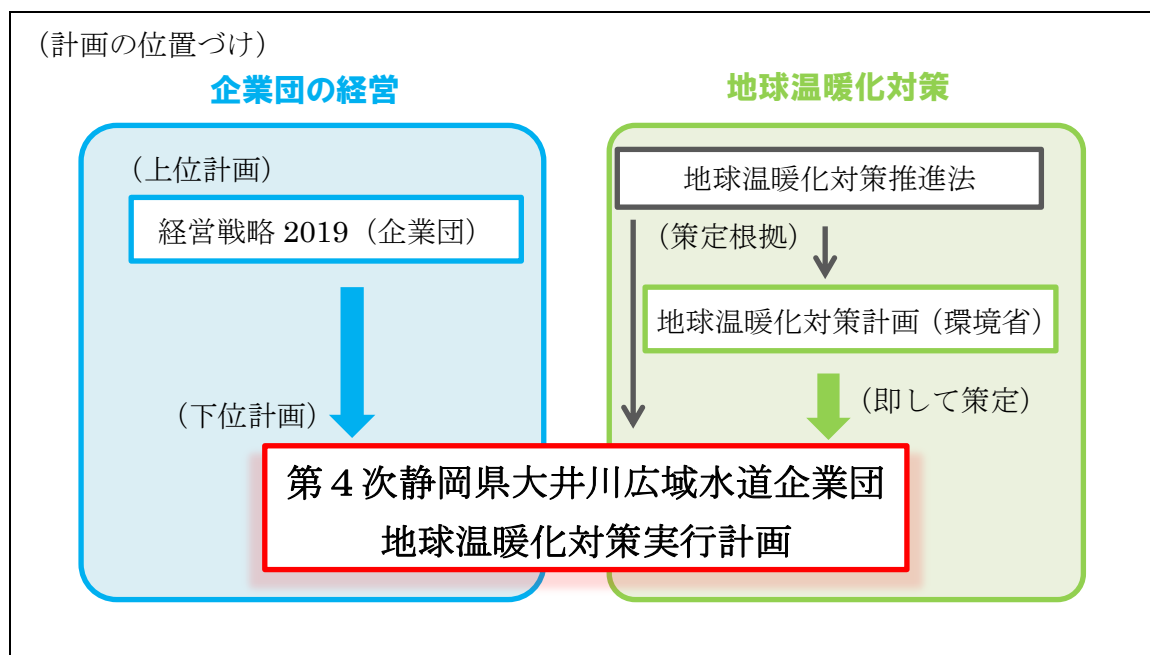 （計画の位置づけ）
企業団の経営
（上位計画）
経営戦略 2019（企業団）
（下位計画）
地球温暖化対策
地球温暖化対策推進法
（策定根拠）
地球温暖化対策計画（環境省）
（即して策定）
第４次静岡県大井川広域水道企業団
地球温暖化対策実行計画